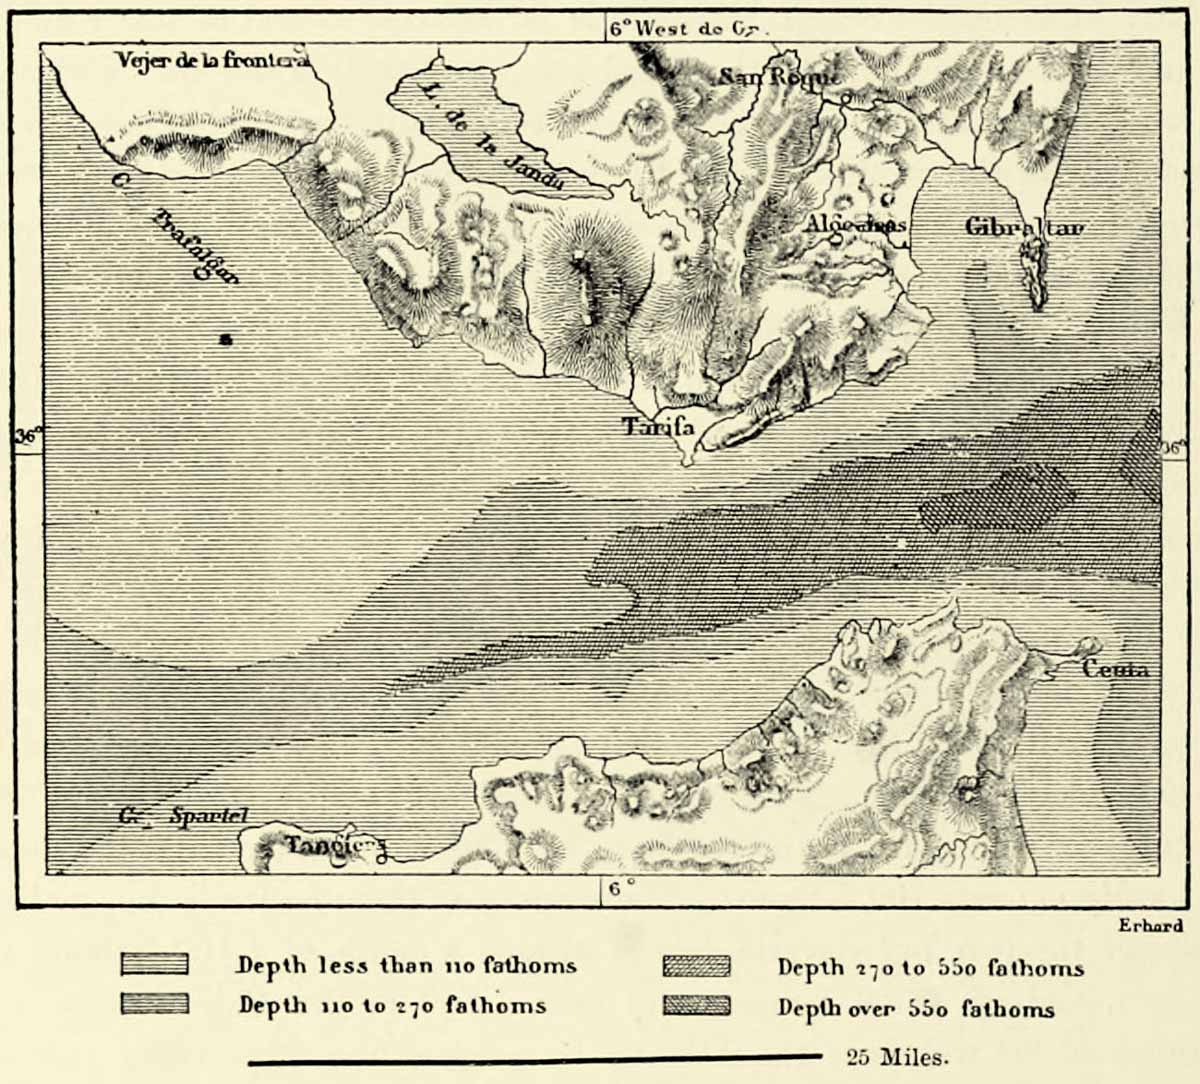 6° West de Gr.
Vejer de la frontera
San Roque
L. de la Janda
C. Trafalgar
Algeciras
Gibraltar
36°
Tarifa
36°
Ceuta
C. Spartel
Tangiers
6°
Erhard
Depth less than 110 fathoms
Depth 270 to 550 fathoms
Depth 110 to 270 fathoms
Depth over 550 fathoms
25 Miles.